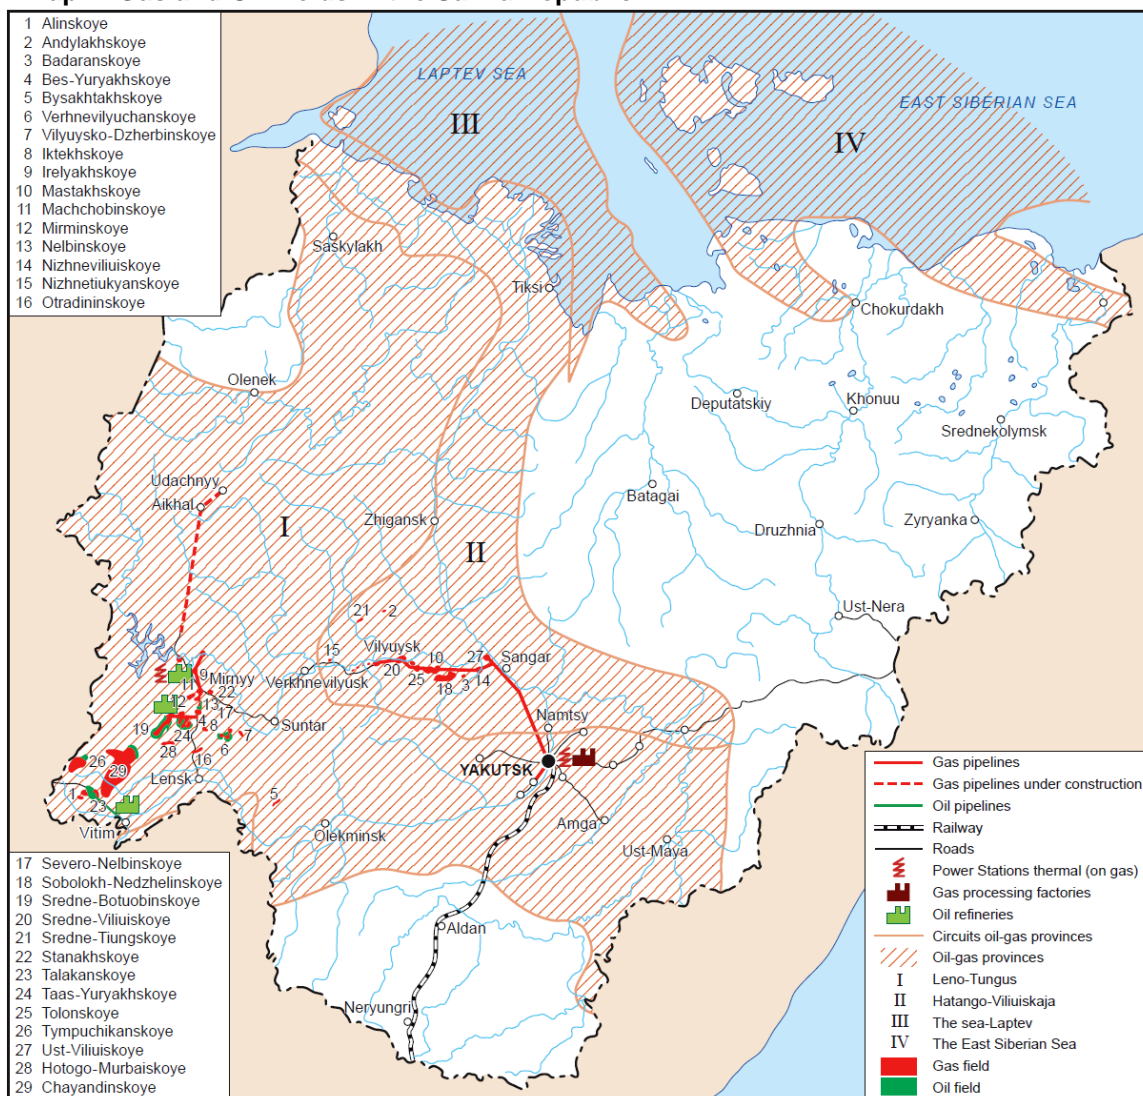 1 Alinskoye
2 Andylakhskoye
3 Badaranskoye
4 Bes-Yuryakhskoye
5 Bysakhtakhskoye
6 Verhnevilyuchanskoye
7 Vilyuysko-Dzherbinskoye
8 Iktekhskoye
9 Irelyakhskoye
10 Mastakhskoye
11 Machchobinskoye
12 Mirminskoye
13 Nelbinskoye
14 Nizhneviliuiskoye
15 Nizhnetiukyanskoye
16 Otradininskoye
LAPTEV SEA
EAST SIBERIAN SEA
III
IV
Saskylakh
Tiksi
Chokurdakh
Olenek
Deputatskiy
Khonuu
Srednekolymsk
Udachnyy
Aikhal
Batagai
Zhigansk
I
Druzhnia
Zyryanka
II
Ust-Nera
21
2
Vilyuysk
15
10
27
Sangar
Verkhnevilyusk
20
25
18
3
14
9
Mirnyy
11
22
12
13
17
Suntar
Namtsy
19
4
8
24
7
28
6
26
16
YAKUTSK
29
Lensk
1
23
5
Vitim
Olekminsk
Amga
Ust-Maya
Aldan
Neryungri
Gas pipelines
Gas pipelines under construction
Oil pipelines
Railway
Roads
Power Stations thermal (on gas)
Gas processing factories
Oil refineries
Circuits oil-gas provinces
Oil-gas provinces
I Leno-Tungus
II Hatango-Viliuiskaja
III The sea-Laptev
IV The East Siberian Sea
Gas field
Oil field
17 Severo-Nelbinskoye
18 Sobolokh-Nedzhelinskoye
19 Sredne-Botuobinskoye
20 Sredne-Viliuiskoye
21 Sredne-Tiungskoye
22 Stanakhskoye
23 Talakanskoye
24 Taas-Yuryakhskoye
25 Tolonskoye
26 Tympuchikanskoye
27 Ust-Viliuiskoye
28 Hotogo-Murbaiskoye
29 Chayandinskoye